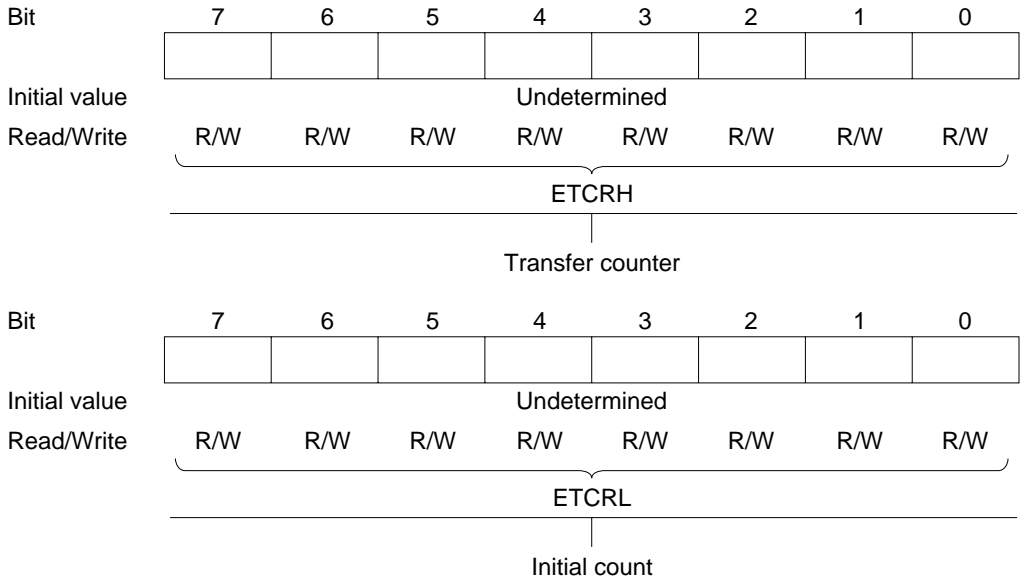 Bit 7 6 5 4 3 2 1 0
Initial value Undetermined
Read/Write R/W R/W R/W R/W R/W R/W R/W R/W
ETCRH
Transfer counter
Bit 7 6 5 4 3 2 1 0
Initial value Undetermined
Read/Write R/W R/W R/W R/W R/W R/W R/W R/W
ETCRL
Initial count